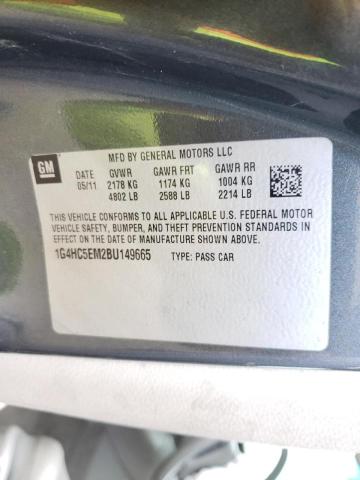 GM
MFD BY GENERAL MOTORS LLC
05/11 GVWR GAWR FRT GAWR RR
2178 KG 1174 KG 1004 KG
4802 LB 2588 LB 2214 LB
THIS VEHICLE CONFORMS TO ALL APPLICABLE U.S. FEDERAL MOTOR
VEHICLE SAFETY, BUMPER, AND THEFT PREVENTION STANDARDS
IN EFFECT ON THE DATE OF MANUFACTURE SHOWN ABOVE.
1G4HC5EM2BU149665 TYPE: PASS CAR